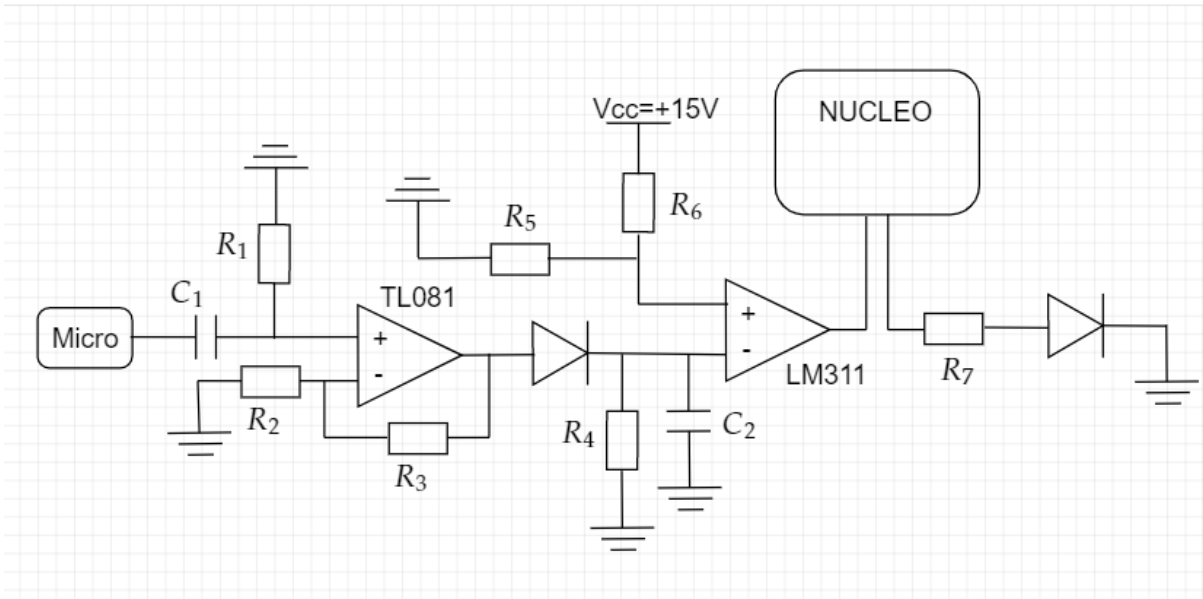 Vcc=+15V
NUCLEO
R6
R5
R1
TL081
C1
Micro
+
-
+
-
LM311
R7
R2
R4
C2
R3